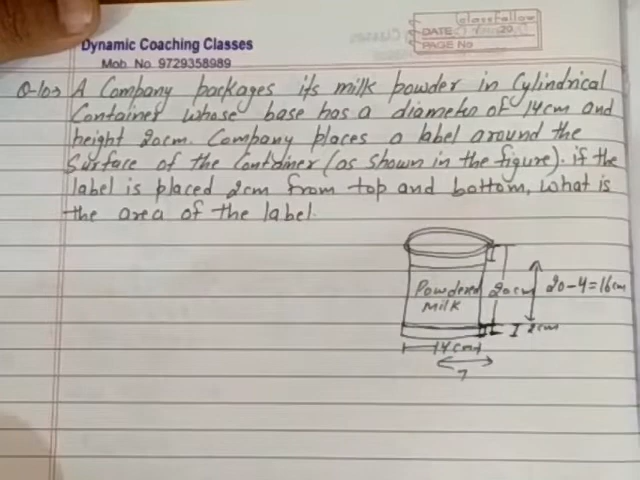 classfellow
DATE 20
PAGE No
Dynamic Coaching Classes
Mob. No. 9729358989
Q-10→ A Company packages its milk powder in Cylindrical
Container whose base has a diameter of 14cm and
height 20cm. Company places a label around the
Surface of the Container (as shown in the figure). if the
label is placed 2cm from top and bottom, what is
the area of the label.
Powdered 20cm 20-4=16cm
Milk
2cm
14cm
7